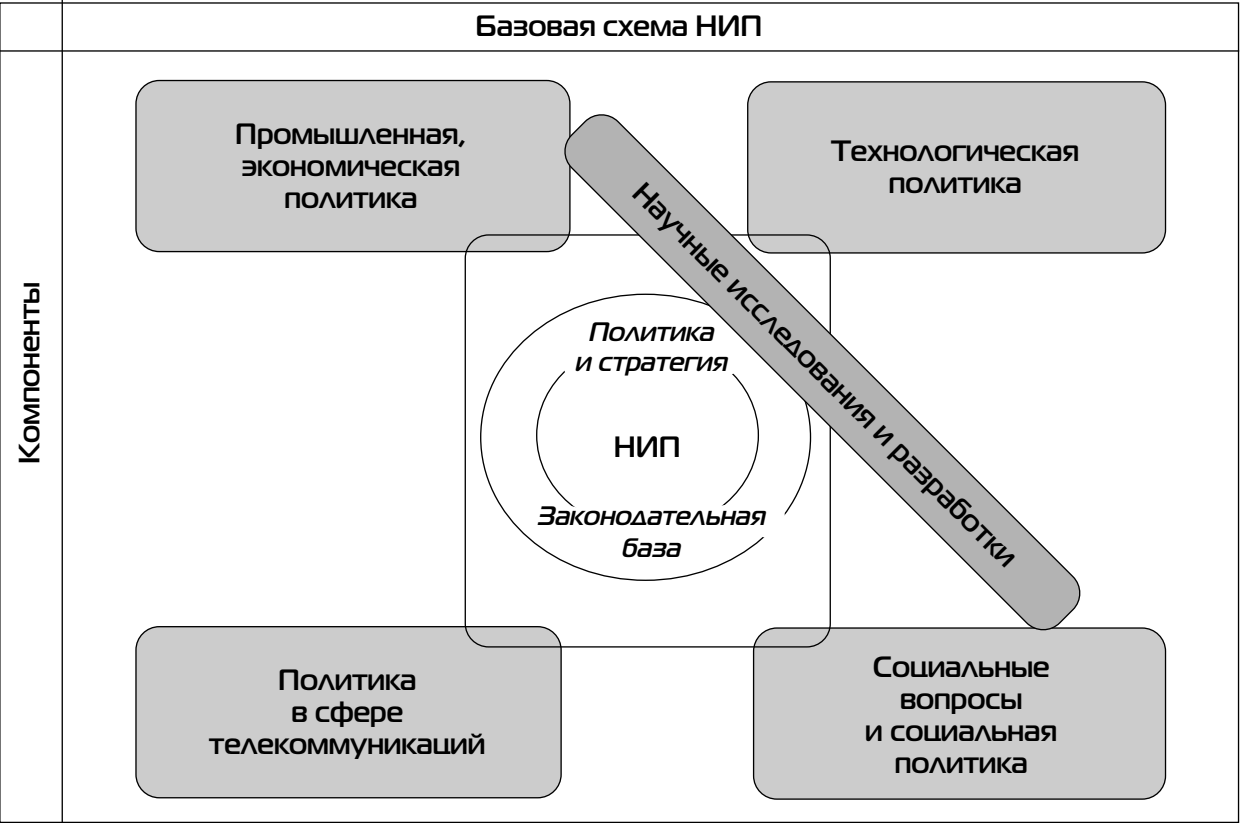 Базовая схема НИП
Компоненты
Промышленная,
экономическая
политика
Технологическая
политика
Научные исследования и разработки
Политика
и стратегия
НИП
Законодательная
база
Политика
в сфере
телекоммуникаций
Социальные
вопросы
и социальная
политика